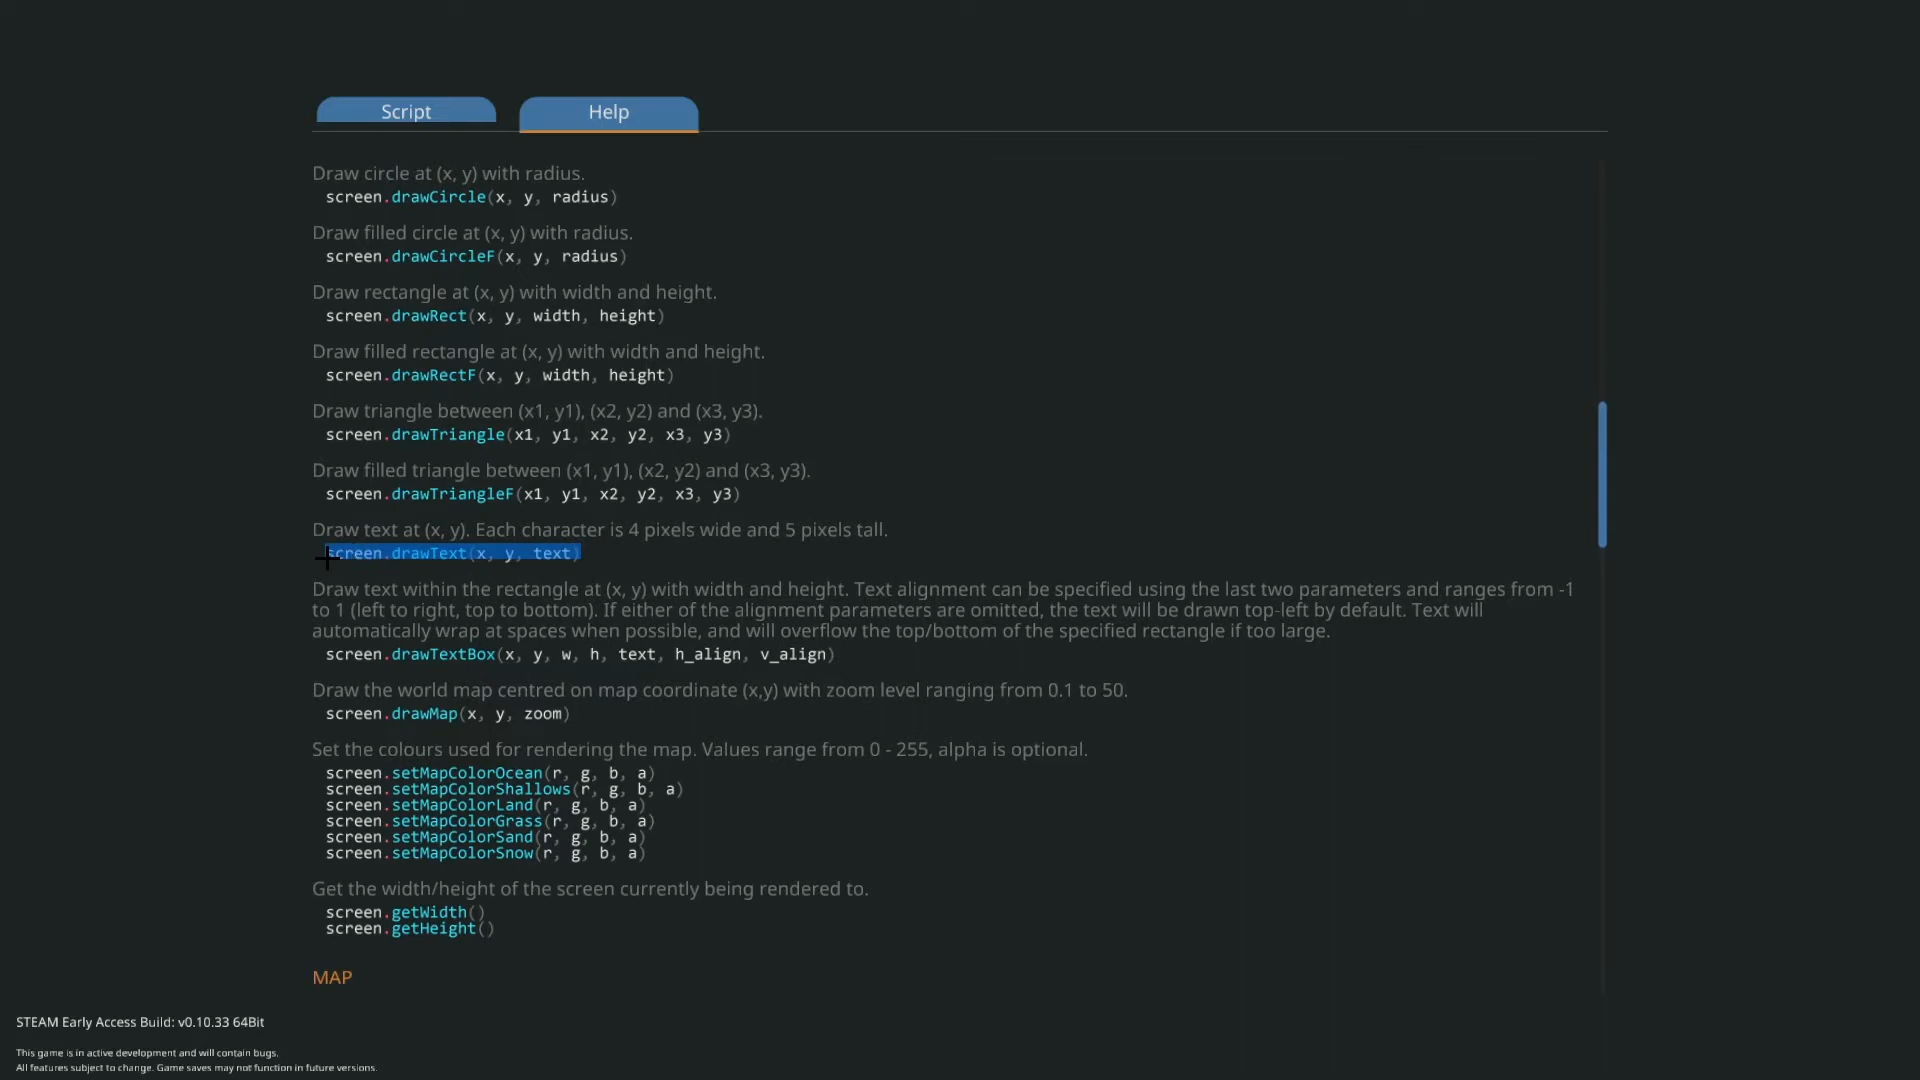 Script
Help
Draw circle at (x, y) with radius.
screen.drawCircle(x, y, radius)
Draw filled circle at (x, y) with radius.
screen.drawCircleF(x, y, radius)
Draw rectangle at (x, y) with width and height.
screen.drawRect(x, y, width, height)
Draw filled rectangle at (x, y) with width and height.
screen.drawRectF(x, y, width, height)
Draw triangle between (x1, y1), (x2, y2) and (x3, y3).
screen.drawTriangle(x1, y1, x2, y2, x3, y3)
Draw filled triangle between (x1, y1), (x2, y2) and (x3, y3).
screen.drawTriangleF(x1, y1, x2, y2, x3, y3)
Draw text at (x, y). Each character is 4 pixels wide and 5 pixels tall.
screen.drawText(x, y, text)
Draw text within the rectangle at (x, y) with width and height. Text alignment can be specified using the last two parameters and ranges from -1
to 1 (left to right, top to bottom). If either of the alignment parameters are omitted, the text will be drawn top-left by default. Text will
automatically wrap at spaces when possible, and will overflow the top/bottom of the specified rectangle if too large.
screen.drawTextBox(x, y, w, h, text, h_align, v_align)
Draw the world map centred on map coordinate (x,y) with zoom level ranging from 0.1 to 50.
screen.drawMap(x, y, zoom)
Set the colours used for rendering the map. Values range from 0 - 255, alpha is optional.
screen.setMapColorOcean(r, g, b, a)
screen.setMapColorShallows(r, g, b, a)
screen.setMapColorLand(r, g, b, a)
screen.setMapColorGrass(r, g, b, a)
screen.setMapColorSand(r, g, b, a)
screen.setMapColorSnow(r, g, b, a)
Get the width/height of the screen currently being rendered to.
screen.getWidth()
screen.getHeight()
MAP
STEAM Early Access Build: v0.10.33 64Bit
This game is in active development and will contain bugs.
All features subject to change. Game saves may not function in future versions.